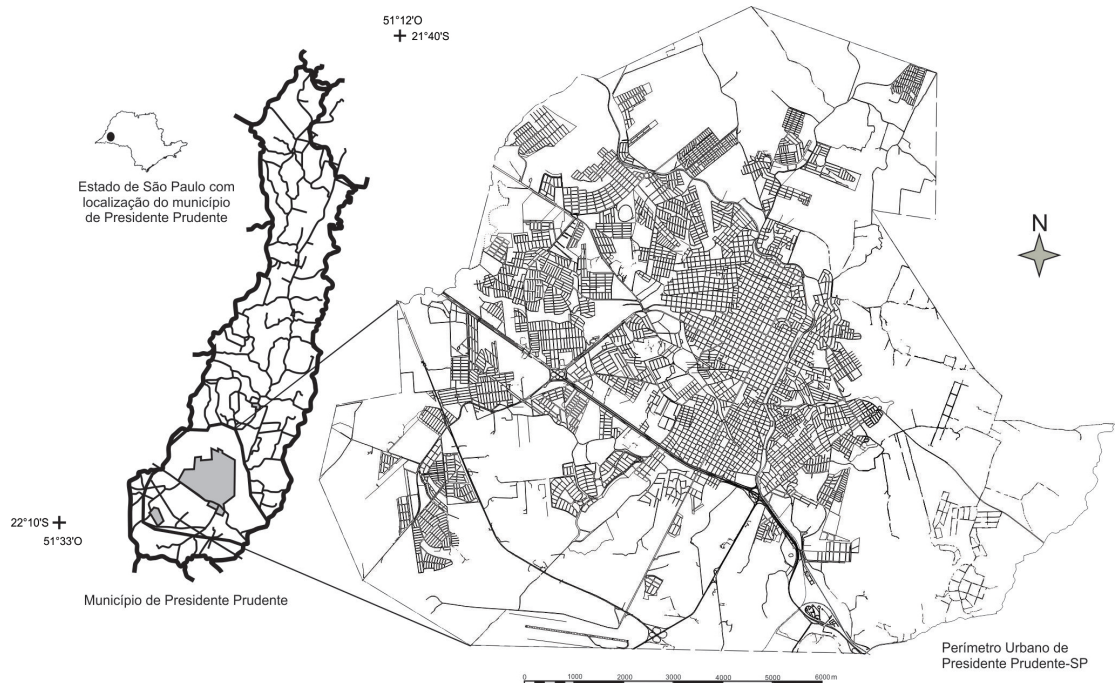 51°12'O
21°40'S
Estado de São Paulo com
localização do município
de Presidente Prudente
N
22°10'S
51°33'O
Município de Presidente Prudente
Perímetro Urbano de
Presidente Prudente-SP
0 1000 2000 3000 4000 5000 6000m